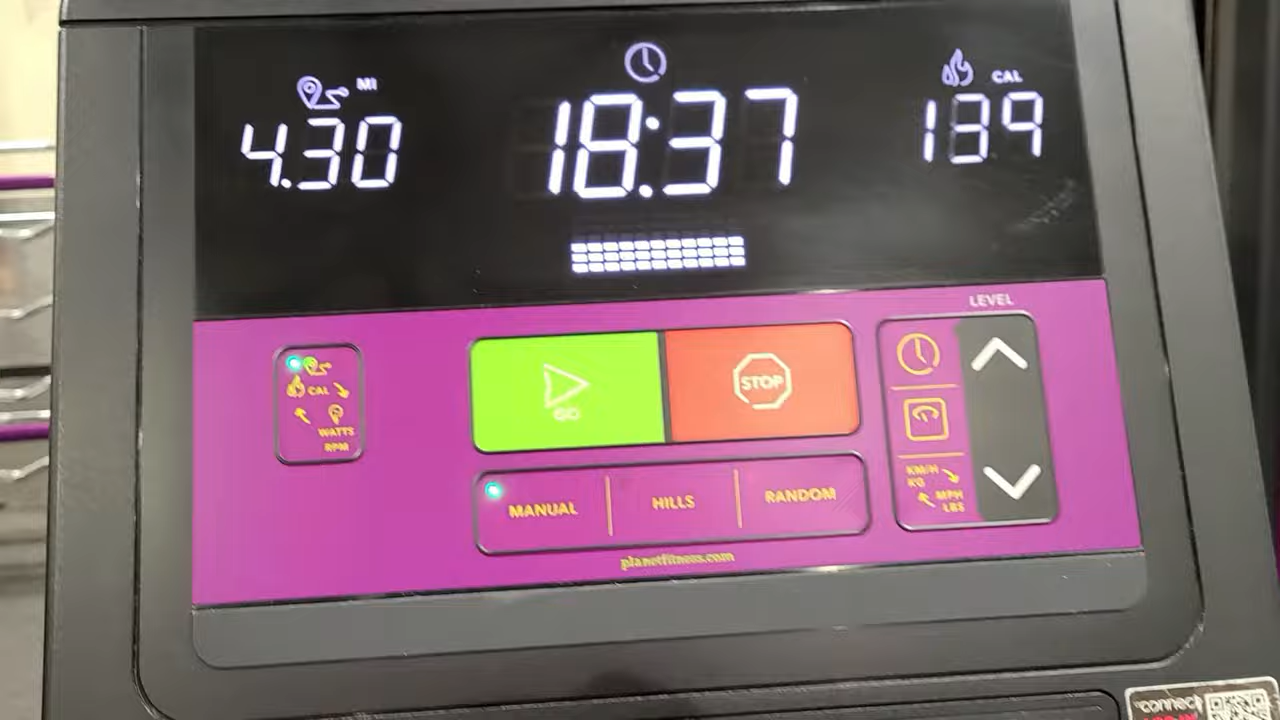 MI
4.30
18:37
CAL
139
LEVEL
CAL
WATTS
RPM
GO
STOP
KM/H
KG
MPH
LBS
MANUAL
HILLS
RANDOM
planetfitness.com
connect